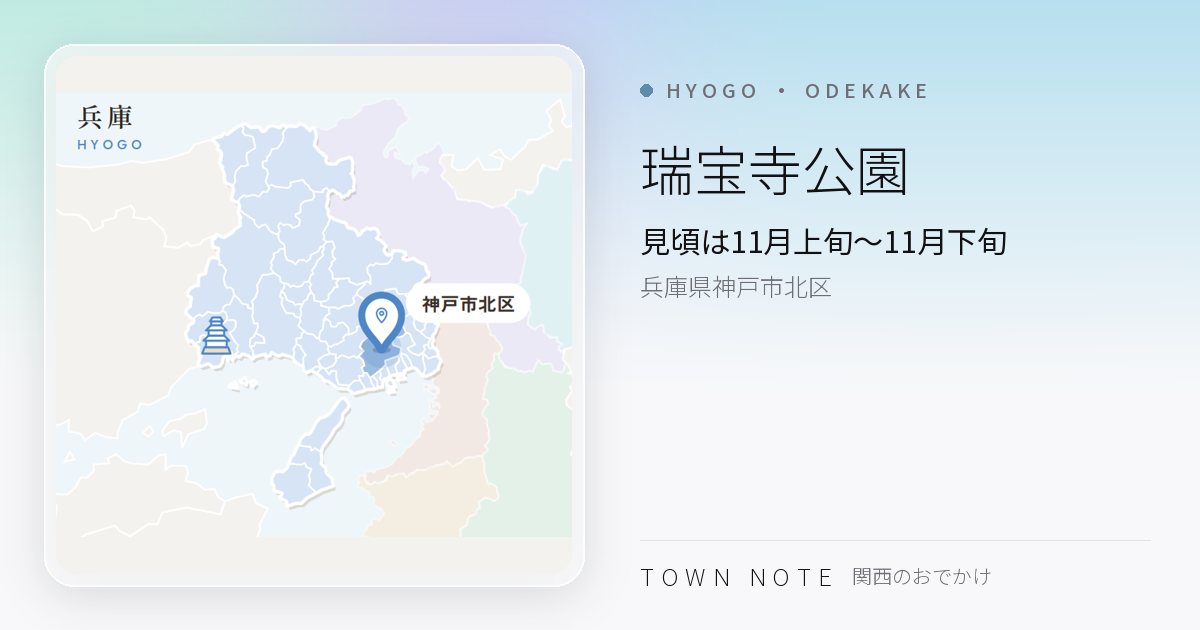 兵庫
HYOGO
神戸市北区
HYOGO • ODEKAKE
瑞宝寺公園
見頃は11月上旬〜11月下旬
兵庫県神戸市北区
TOWN NOTE 関西のおでかけ